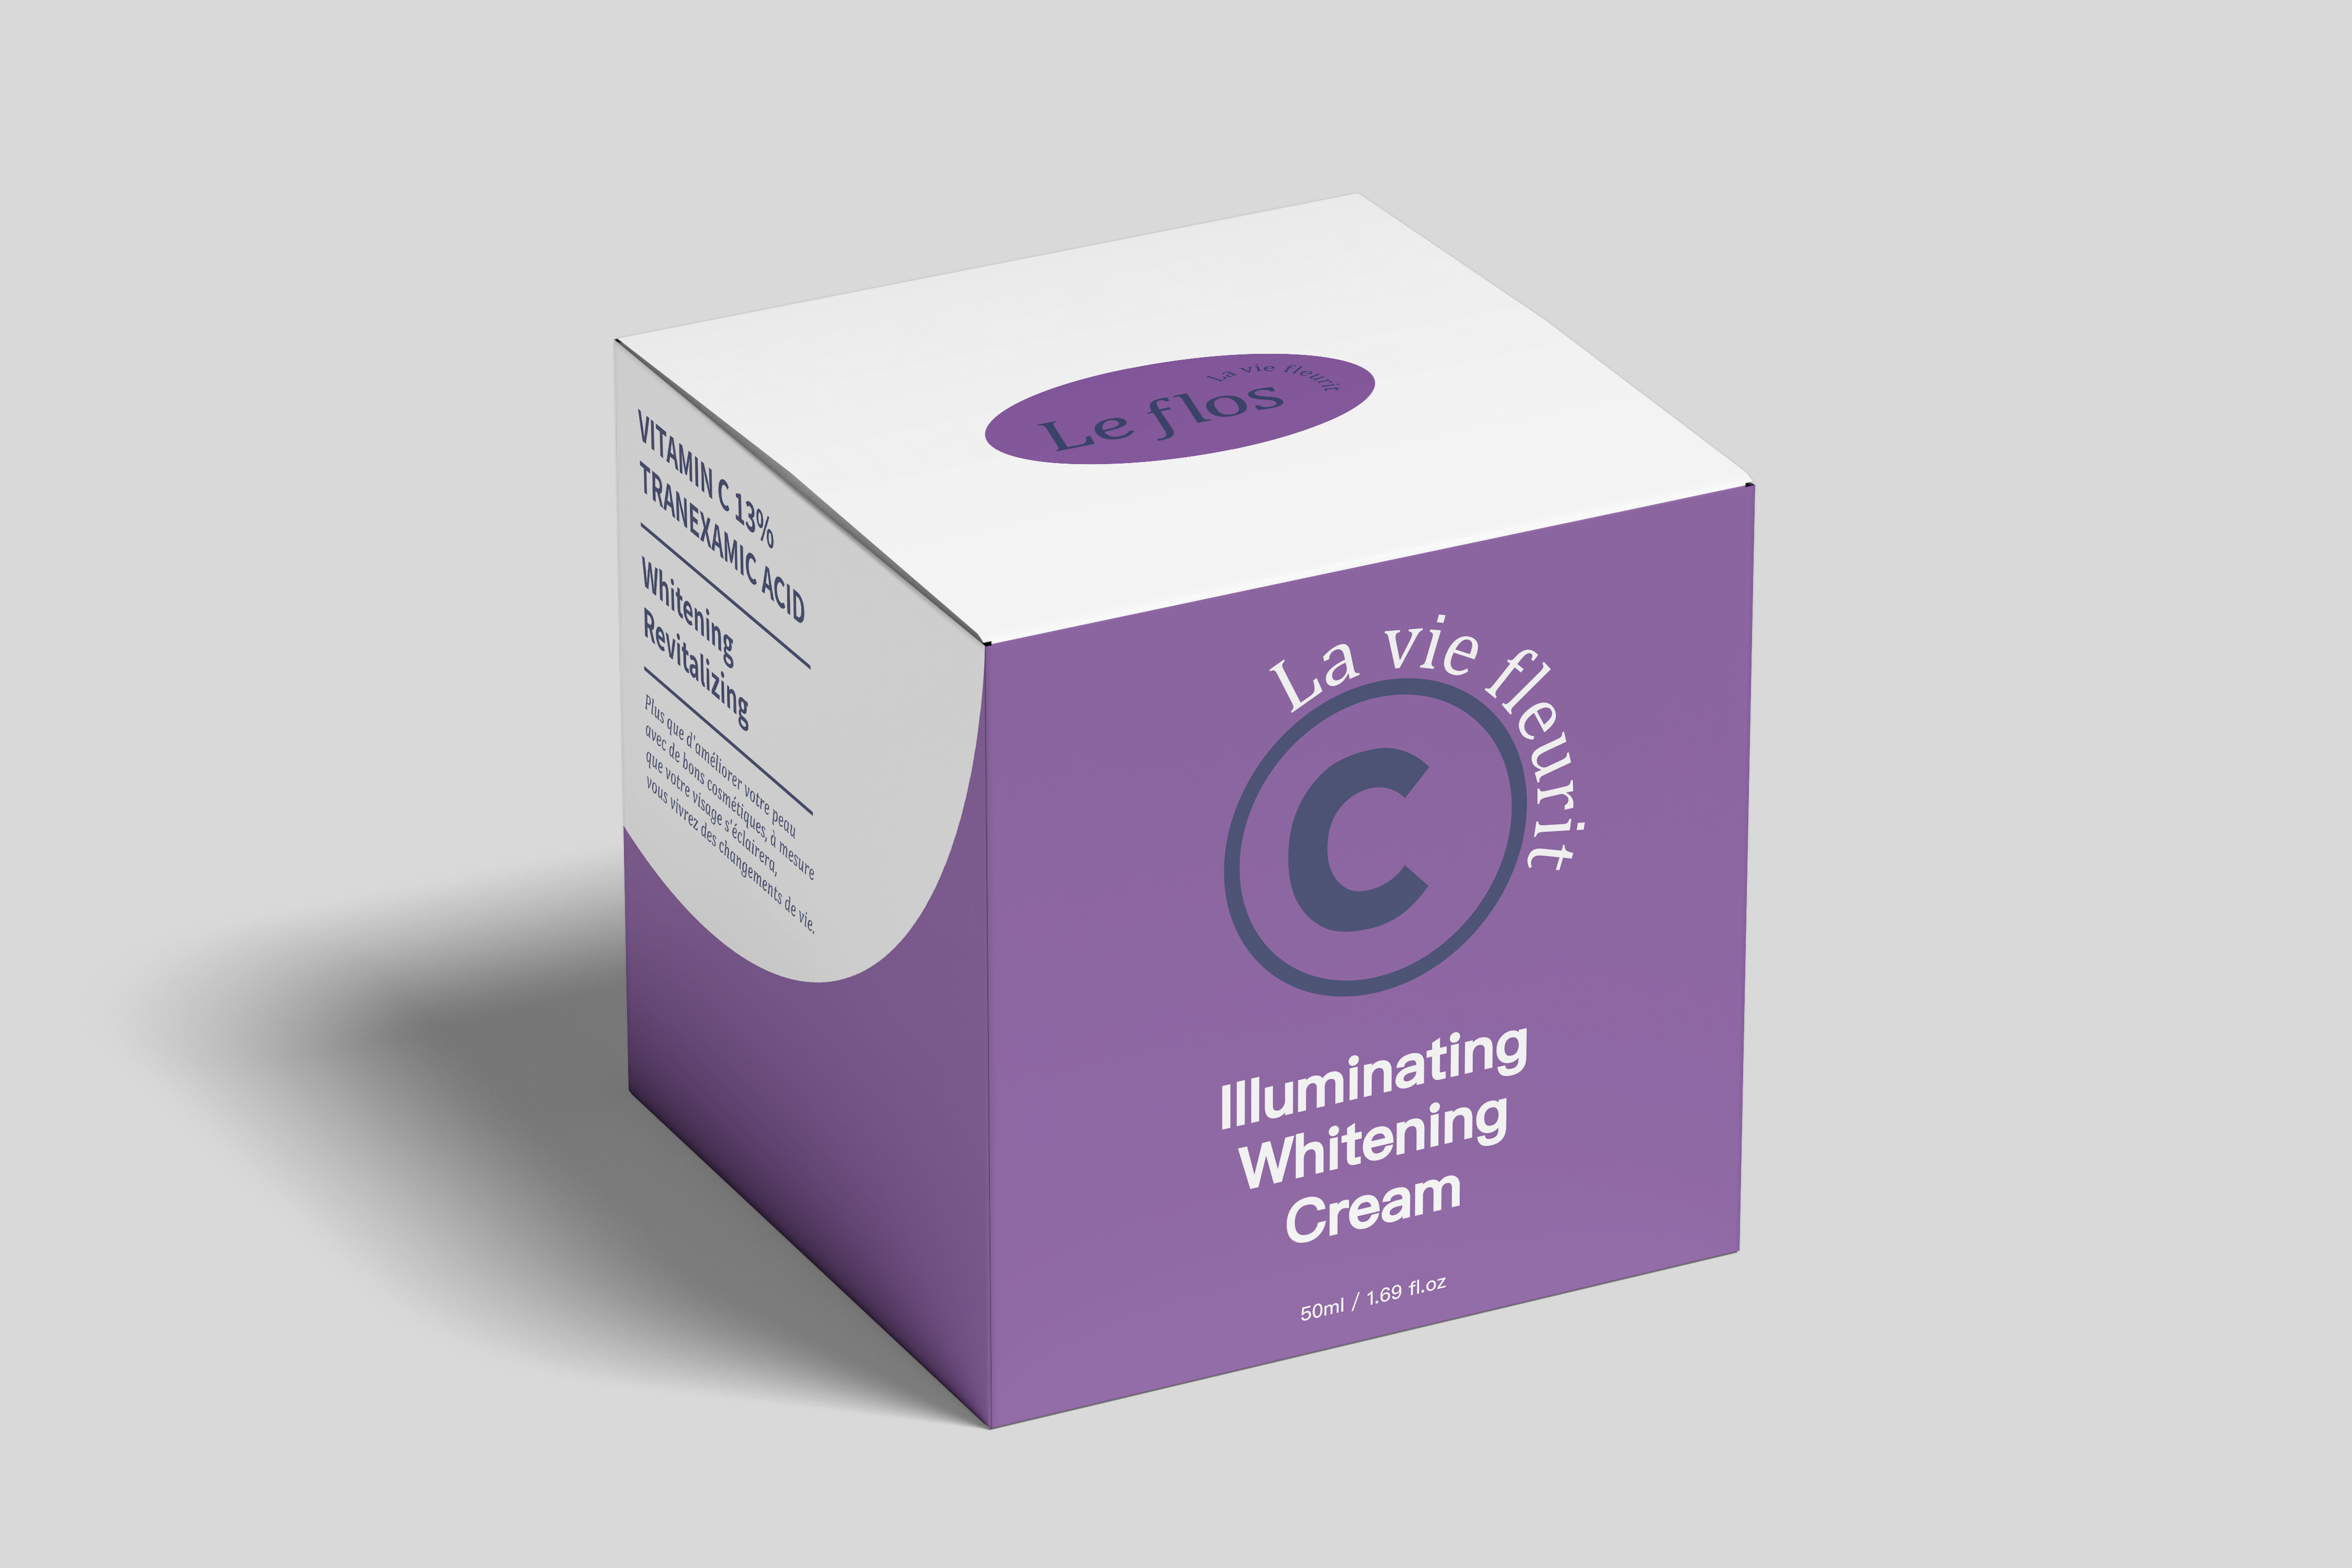 La vie fleurit
Le flos
VITAMIN C 13%
TRANEXAMIC ACID
Whitening
Revitalizing
Plus que d'améliorer votre peau
avec de bons cosmétiques, à mesure
que votre visage s'éclairera,
vous vivrez des changements de vie.
La vie fleurit
C
Illuminating
Whitening
Cream
50ml / 1.69 fl.oz